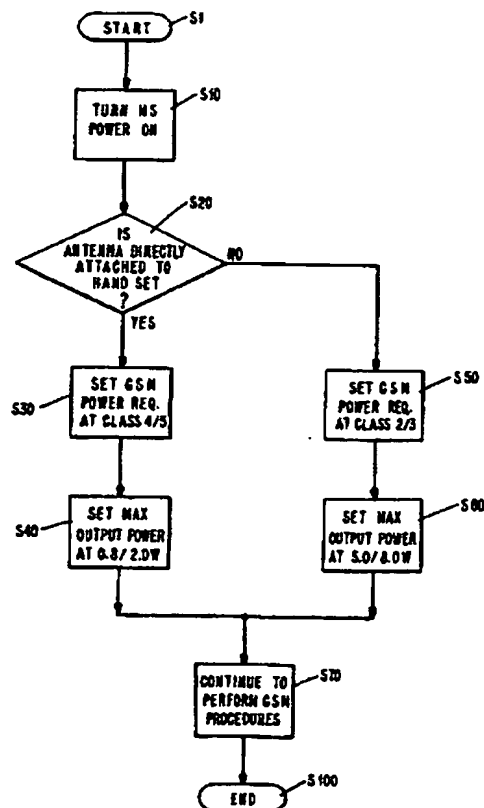 START
S1
TURN MS
POWER ON
S10
IS
ANTENNA DIRECTLY
ATTACHED TO
HAND SET
?
S20
NO
YES
SET GSM
POWER REQ.
AT CLASS 4/5
S30
SET GSM
POWER REQ.
AT CLASS 2/3
S50
SET MAX
OUTPUT POWER
AT 0.8/2.0W
S40
SET MAX
OUTPUT POWER
AT 5.0/8.0W
S60
CONTINUE TO
PERFORM GSM
PROCEDURES
S70
END
S100